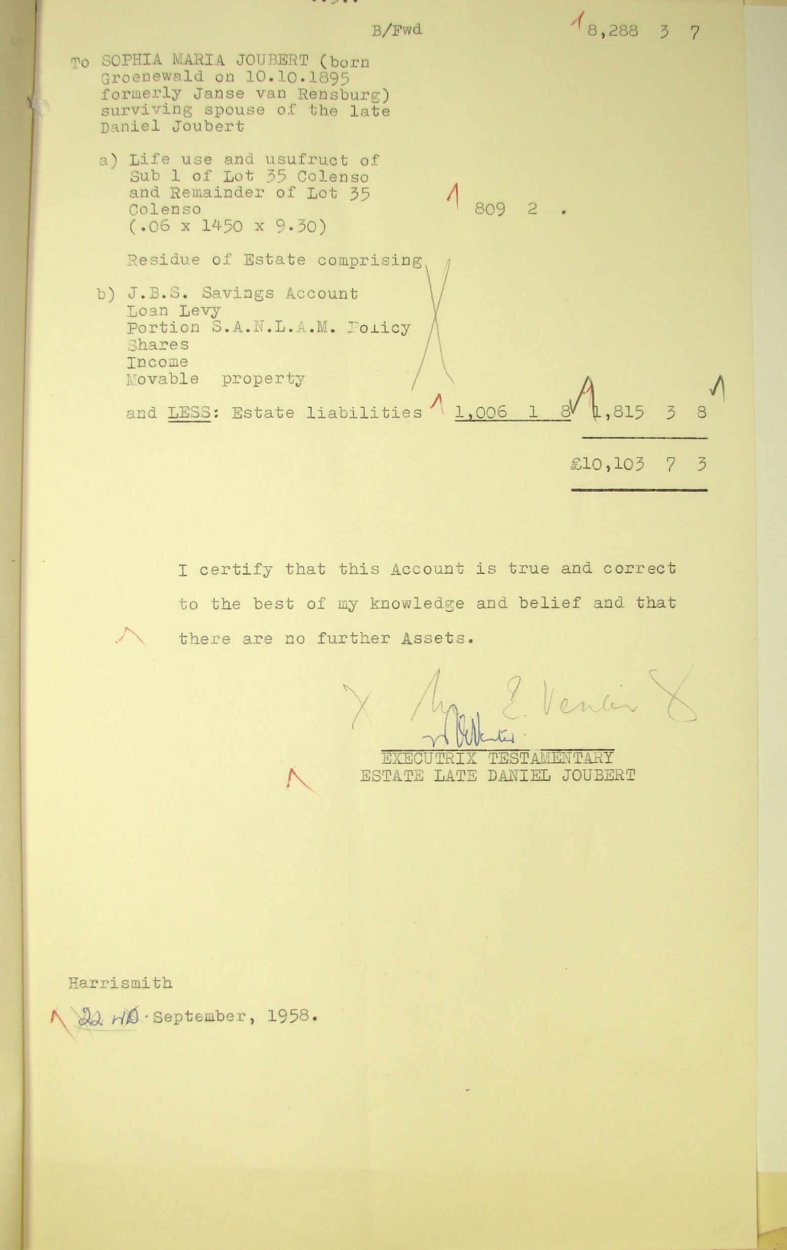 B/Fwd 8,288 3 7
To SOPHIA MARIA JOUBERT (born
Groenewald on 10.10.1895
formerly Janse van Rensburg)
surviving spouse of the late
Daniel Joubert
a) Life use and usufruct of
Sub 1 of Lot 35 Colenso
and Remainder of Lot 35
Colenso 809 2 .
(.06 x 1450 x 9.30)
Residue of Estate comprising
b) J.B.S. Savings Account
Loan Levy
Portion S.A.N.L.A.M. Policy
Shares
Income
Movable property
and LESS: Estate liabilities 1,006 1 8 1,815 3 8
£10,103 7 3
I certify that this Account is true and correct
to the best of my knowledge and belief and that
there are no further Assets.
EXECUTRIX TESTAMENTARY
ESTATE LATE DANIEL JOUBERT
Harrismith
22 ND. September, 1958.